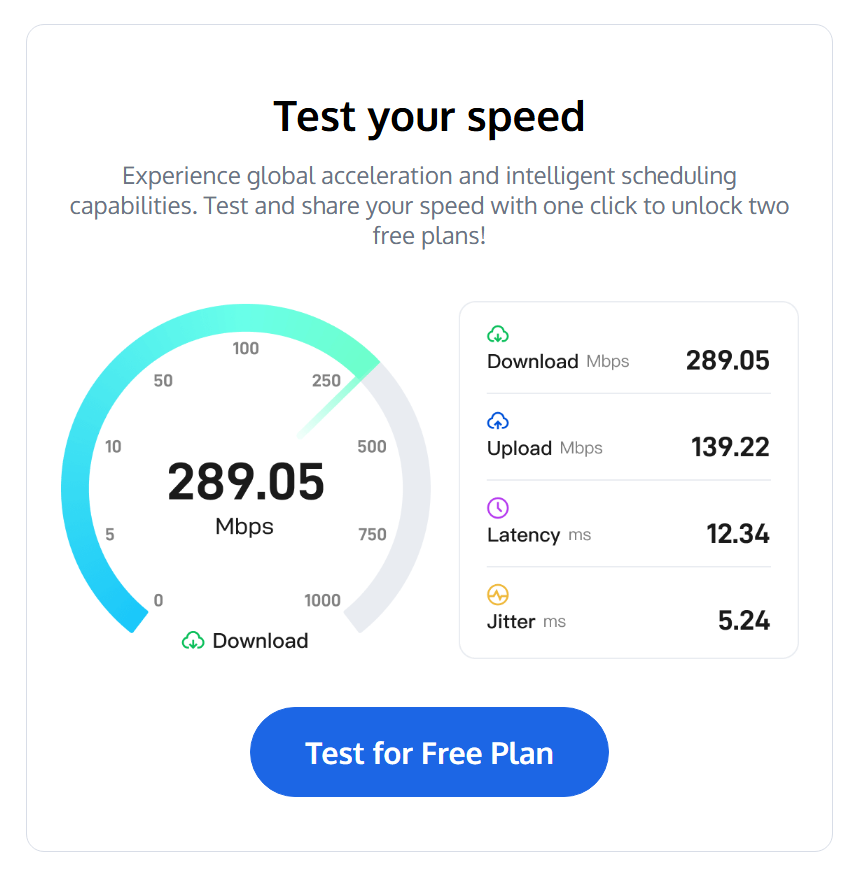 Test your speed
Experience global acceleration and intelligent scheduling
capabilities. Test and share your speed with one click to unlock two
free plans!
100
50
250
10
500
289.05
Mbps
5
750
0
1000
Download
Download Mbps 289.05
Upload Mbps 139.22
Latency ms 12.34
Jitter ms 5.24
Test for Free Plan